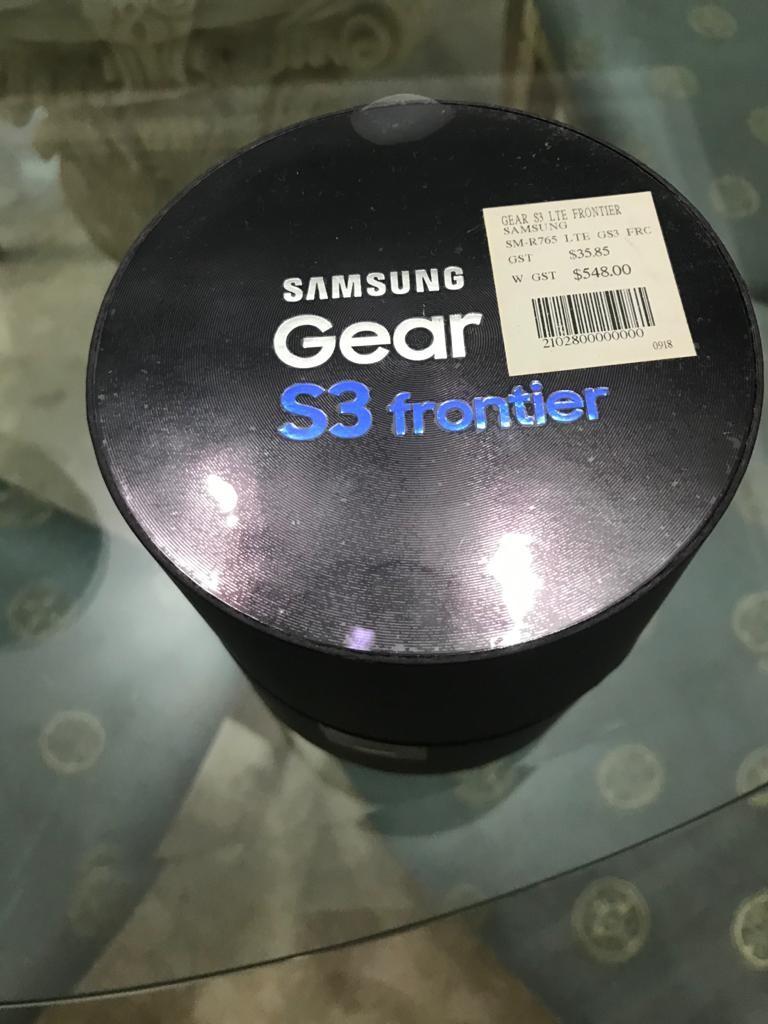 SAMSUNG
Gear
S3 frontier
GEAR S3 LTE FRONTIER
SAMSUNG
SM-R765 LTE GS3 FRC
GST $35.85
W GST $548.00
2102800000000
0918